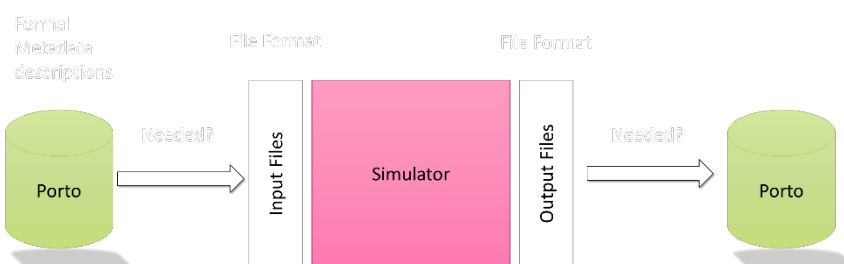 Formal
Metadata
descriptions
File Format
File Format
Needed?
Needed?
Porto
Input Files
Simulator
Output Files
Porto